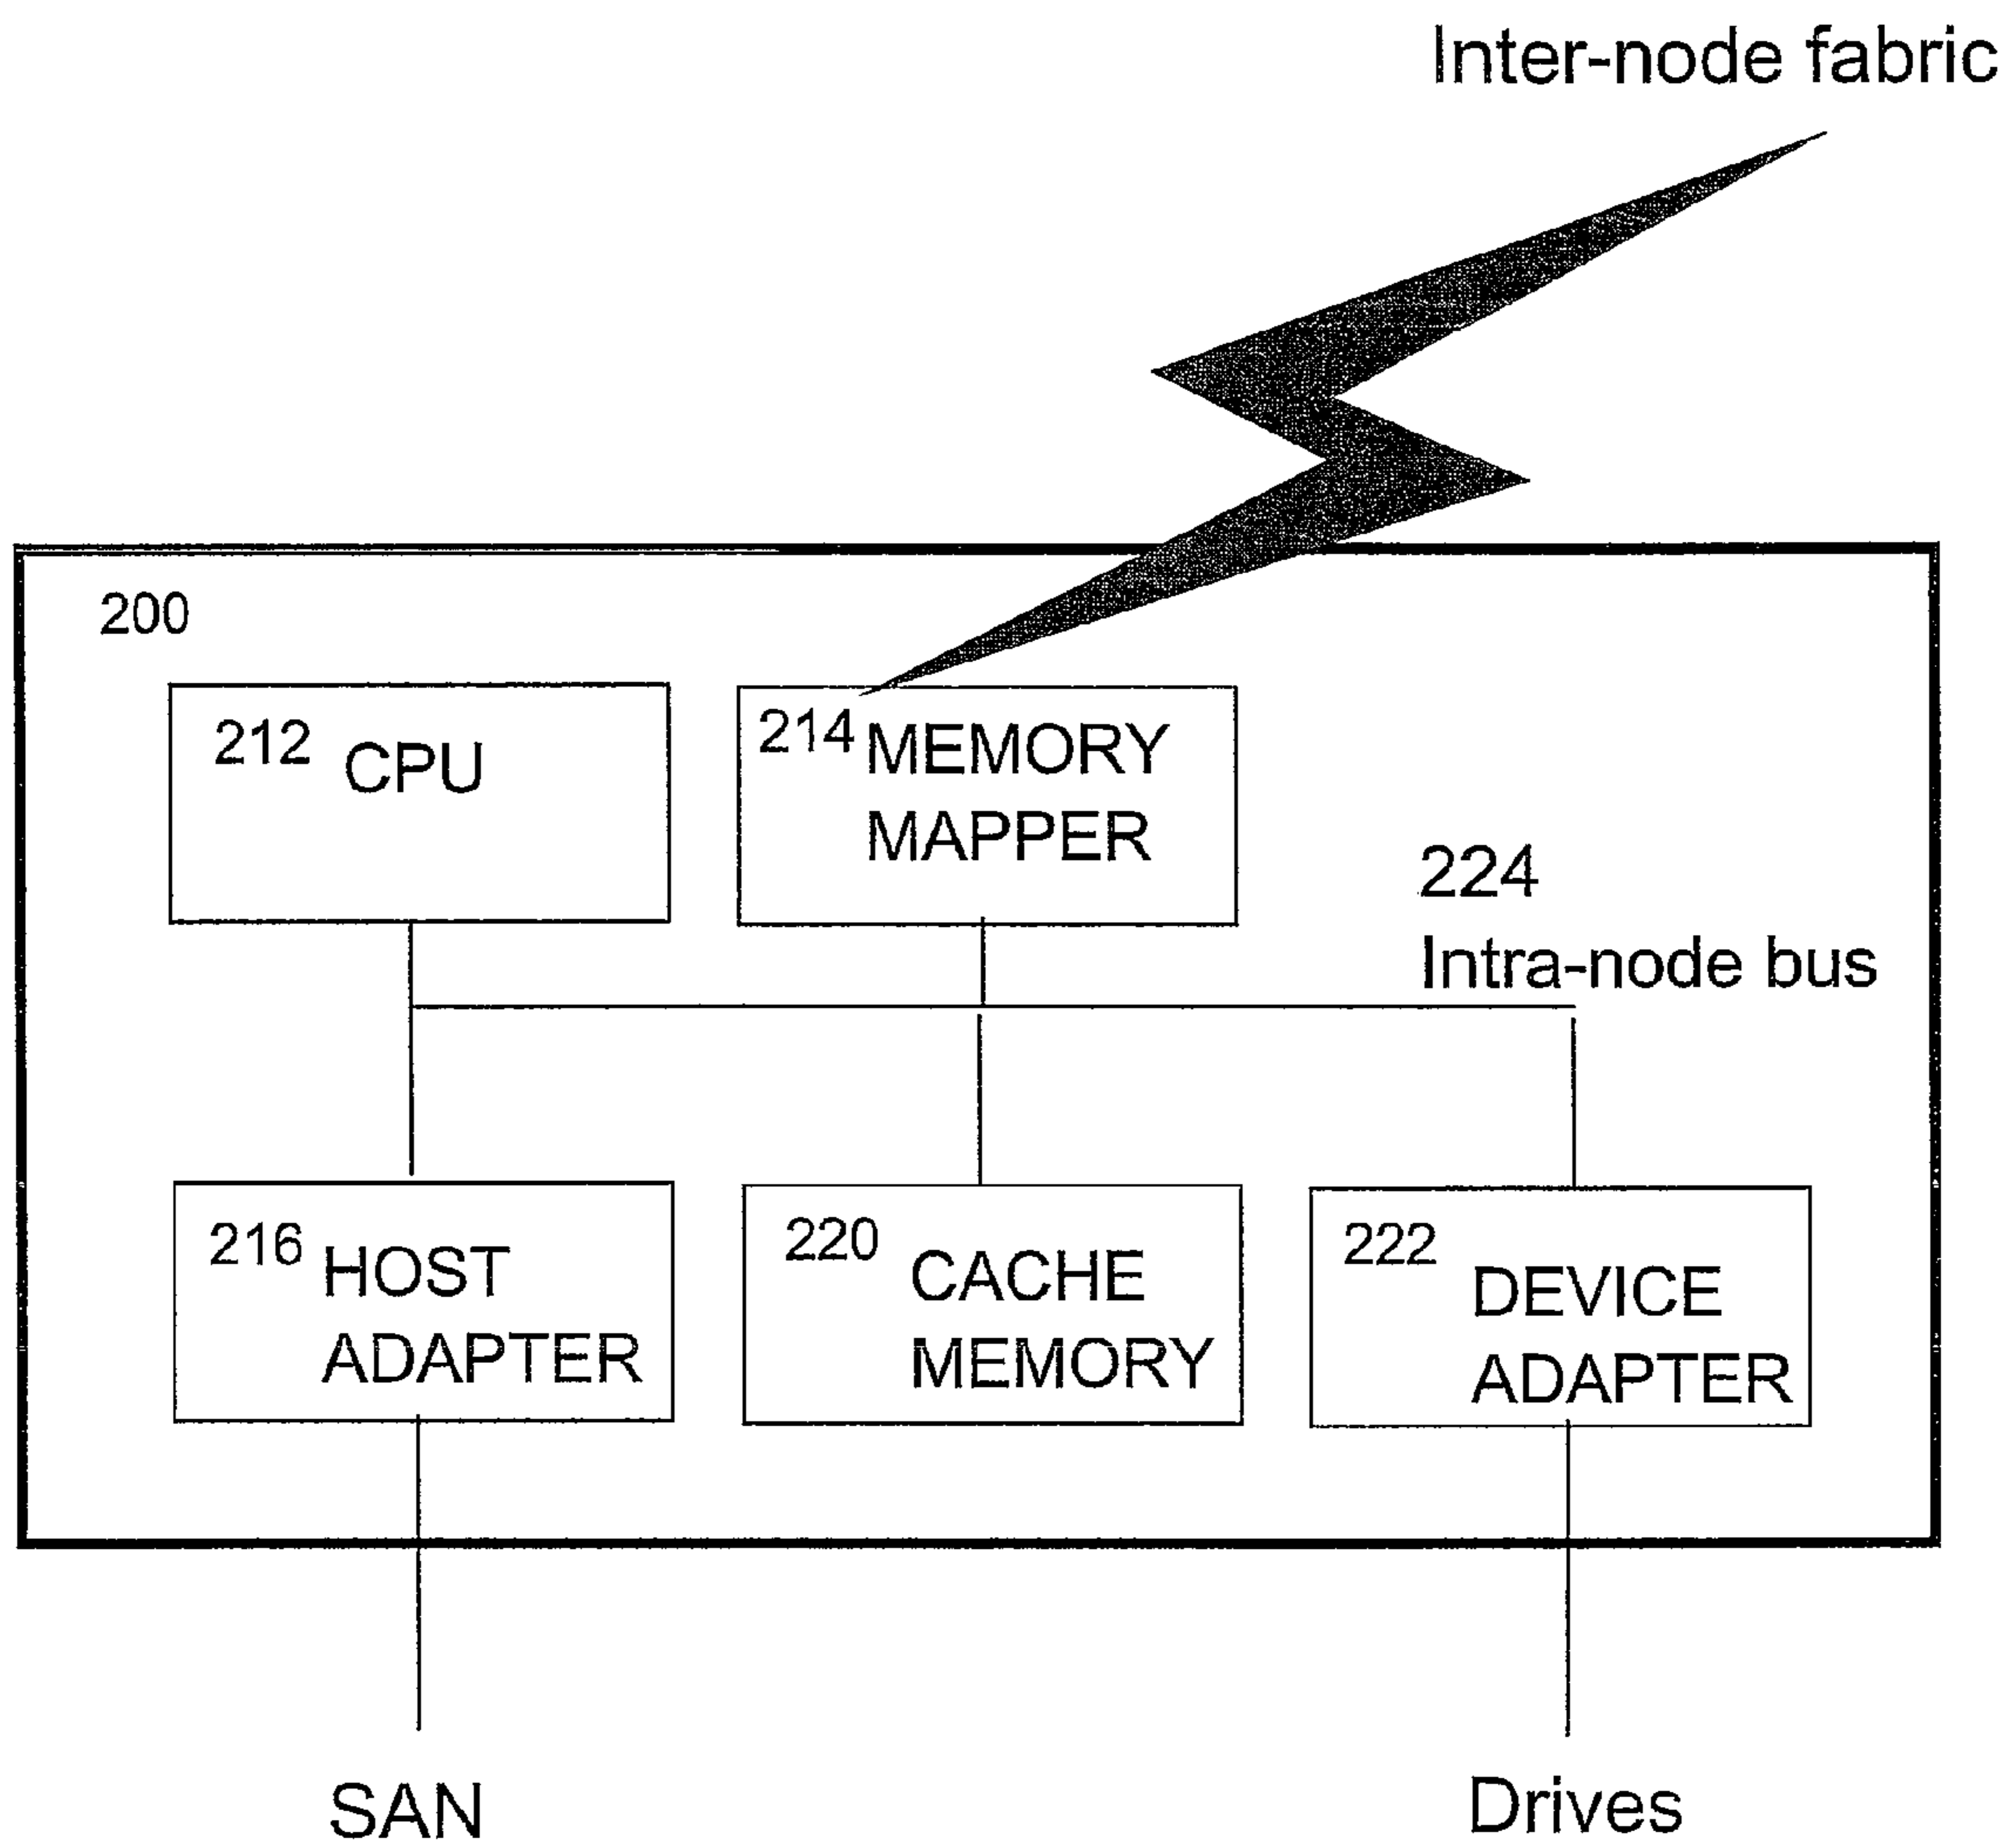 Inter-node fabric
200
212 CPU
214 MEMORY
MAPPER
224
Intra-node bus
216 HOST
ADAPTER
220 CACHE
MEMORY
222 DEVICE
ADAPTER
SAN
Drives